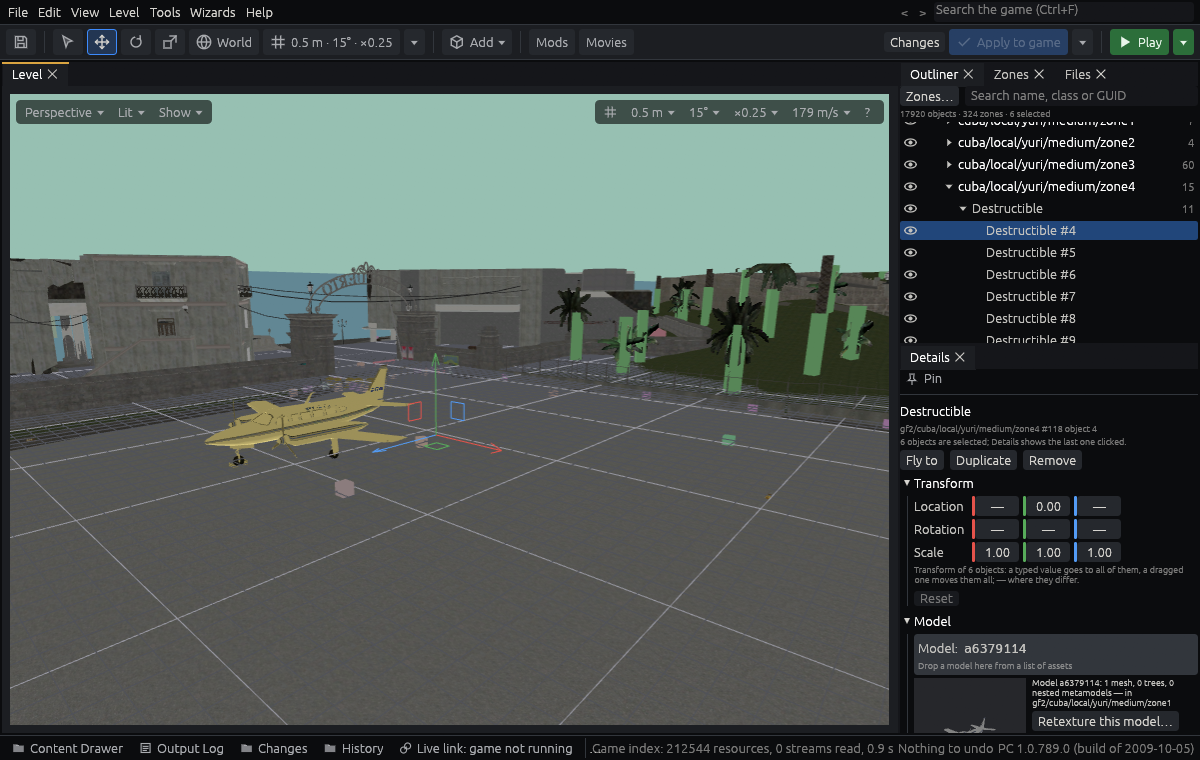 File Edit View Level Tools Wizards Help
< > Search the game (Ctrl+F)
World 0.5 m · 15° · ×0.25 Add Mods Movies Changes Apply to game Play
Level
Outliner Zones Files
Zones… Search name, class or GUID
17920 objects · 324 zones · 6 selected
Perspective Lit Show 0.5 m 15° ×0.25 179 m/s ?
cuba/local/yuri/medium/zone1
cuba/local/yuri/medium/zone2 4
cuba/local/yuri/medium/zone3 60
cuba/local/yuri/medium/zone4 15
Destructible 11
Destructible #4
Destructible #5
Destructible #6
Destructible #7
Destructible #8
Destructible #9
Details
Pin
Destructible
gf2/cuba/local/yuri/medium/zone4 #118 object 4
6 objects are selected; Details shows the last one clicked.
Fly to Duplicate Remove
Transform
Location — 0.00 —
Rotation — — —
Scale 1.00 1.00 1.00
Transform of 6 objects: a typed value goes to all of them, a dragged
one moves them all; — where they differ.
Reset
Model
Model: a6379114
Drop a model here from a list of assets
Model a6379114: 1 mesh, 0 trees, 0
nested metamodels — in
gf2/cuba/local/yuri/medium/zone1
Retexture this model…
Content Drawer Output Log Changes History Live link: game not running .Game index: 212544 resources, 0 streams read, 0.9 s Nothing to undo PC 1.0.789.0 (build of 2009-10-05)